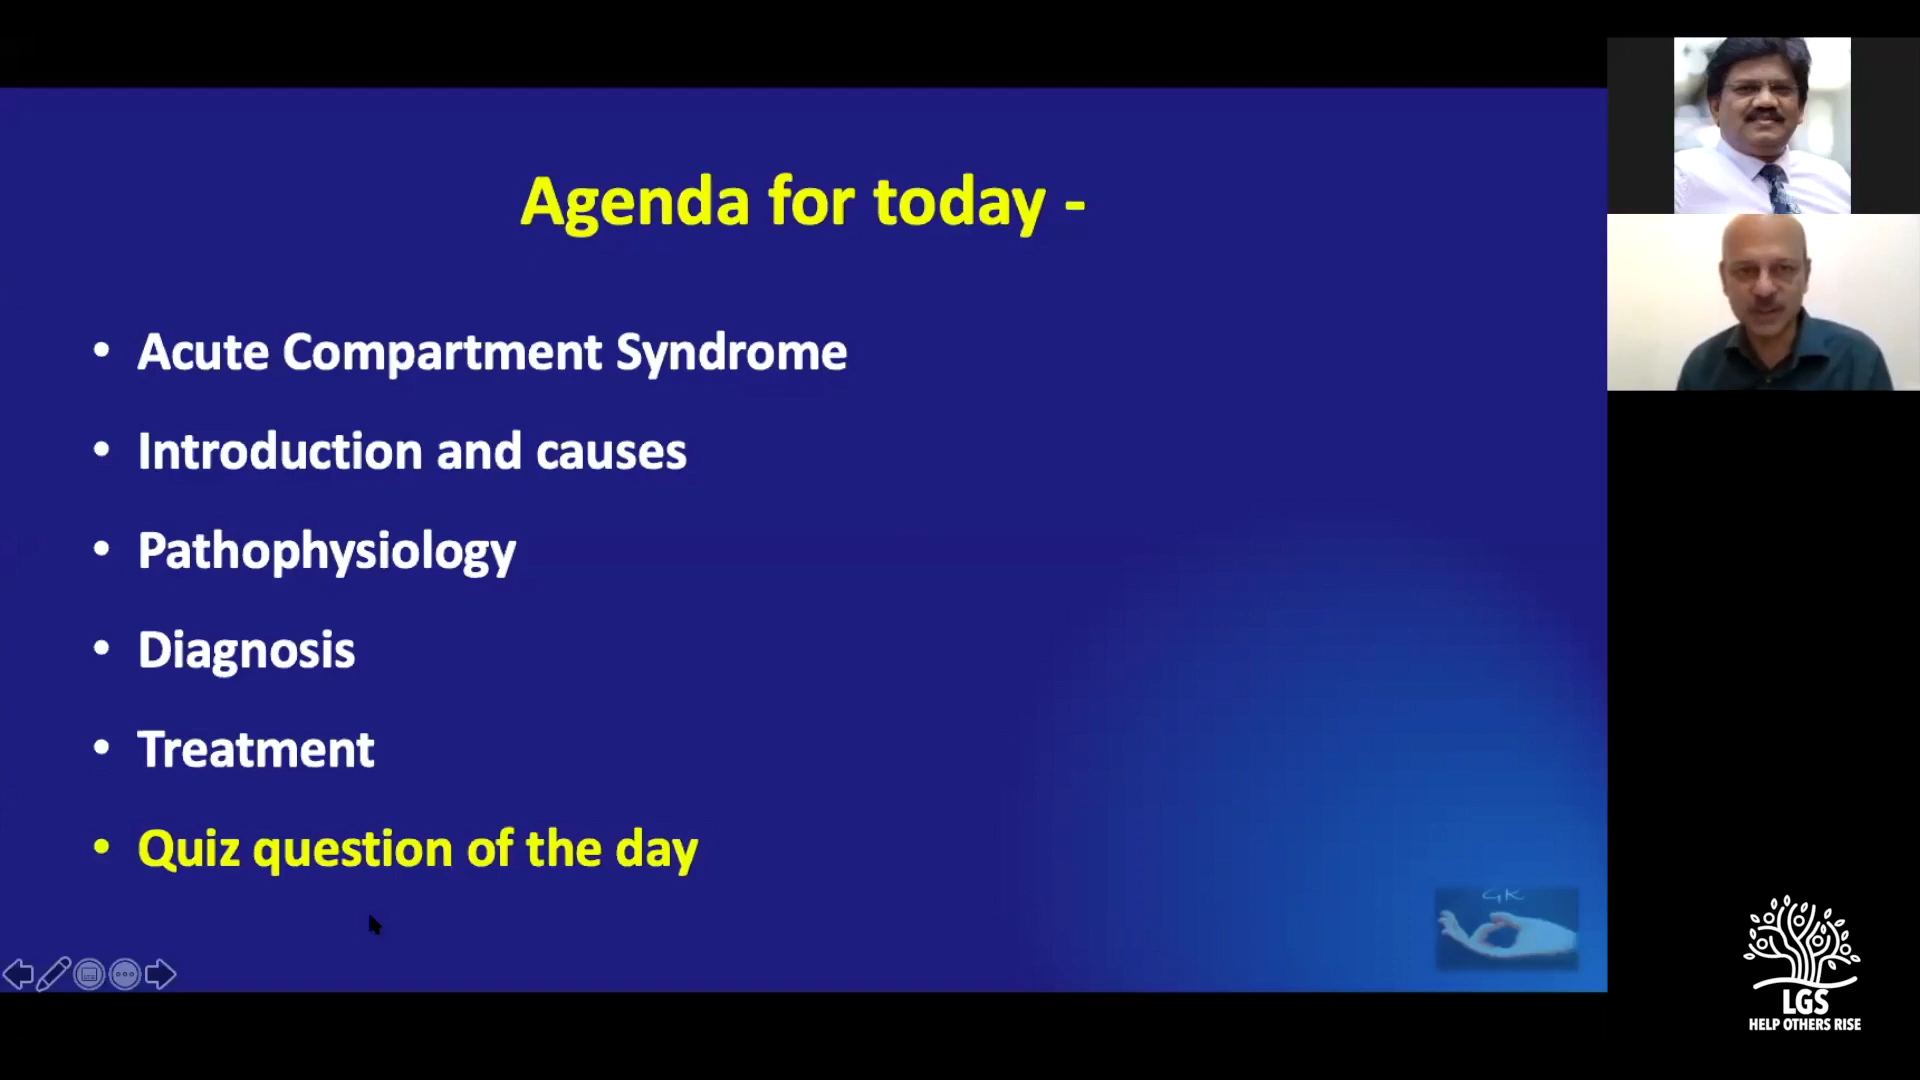 Agenda for today -
• Acute Compartment Syndrome
• Introduction and causes
• Pathophysiology
• Diagnosis
• Treatment
• Quiz question of the day
GK
LGS
HELP OTHERS RISE